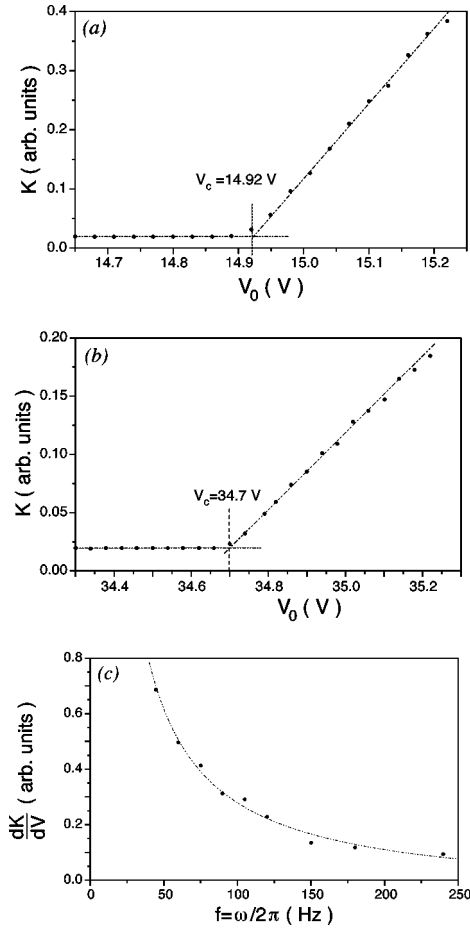 (a)
K ( arb. units )
0.4
0.3
0.2
0.1
0.0
V_c =14.92 V
14.7 14.8 14.9 15.0 15.1 15.2
V_0 ( V )
(b)
K ( arb. units )
0.20
0.15
0.10
0.05
0.00
V_c=34.7 V
34.4 34.6 34.8 35.0 35.2
V_0 ( V )
(c)
dK/dV ( arb. units )
0.8
0.6
0.4
0.2
0.0
0 50 100 150 200 250
f=ω/2π ( Hz )